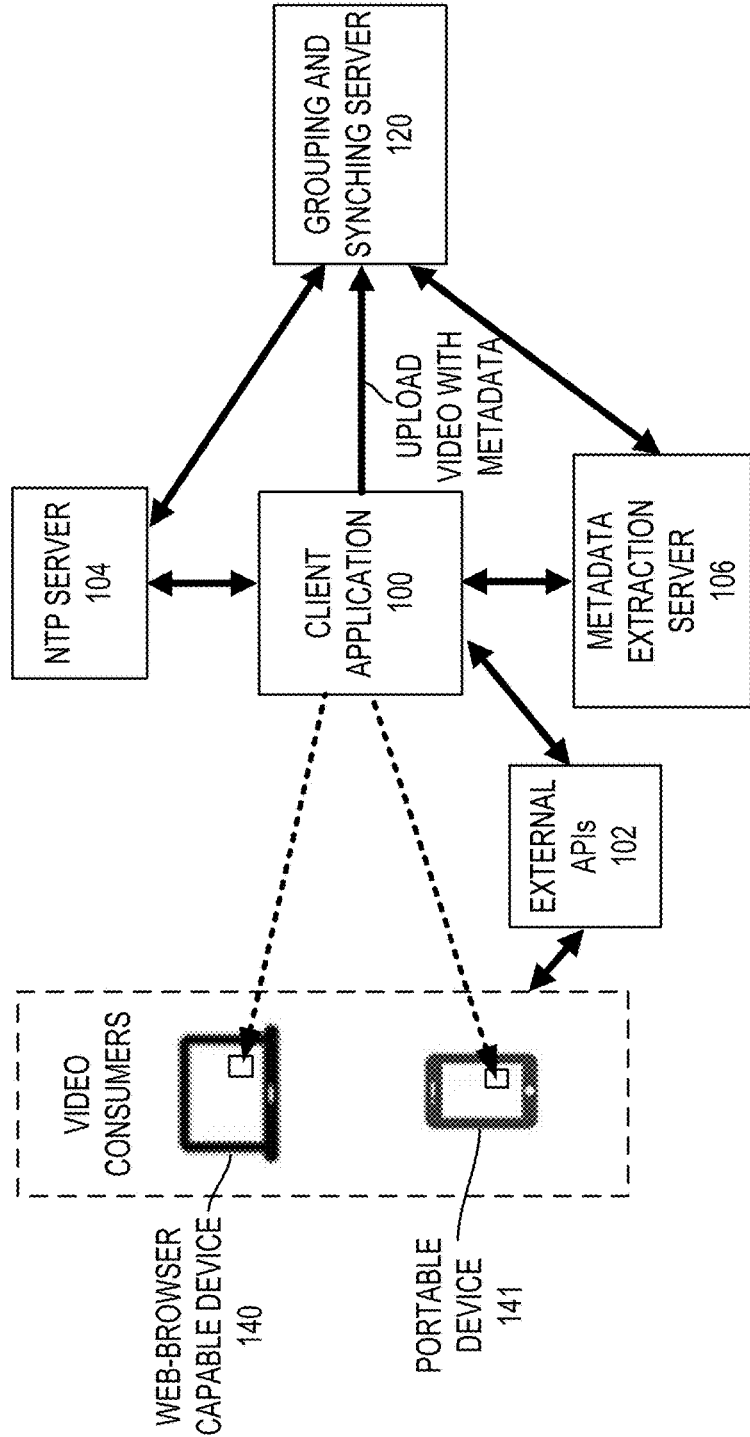 VIDEO
CONSUMERS
WEB-BROWSER
CAPABLE DEVICE
140
PORTABLE
DEVICE
141
EXTERNAL
APIs
102
NTP SERVER
104
CLIENT
APPLICATION
100
METADATA
EXTRACTION
SERVER
106
UPLOAD
VIDEO WITH
METADATA
GROUPING AND
SYNCHING SERVER
120